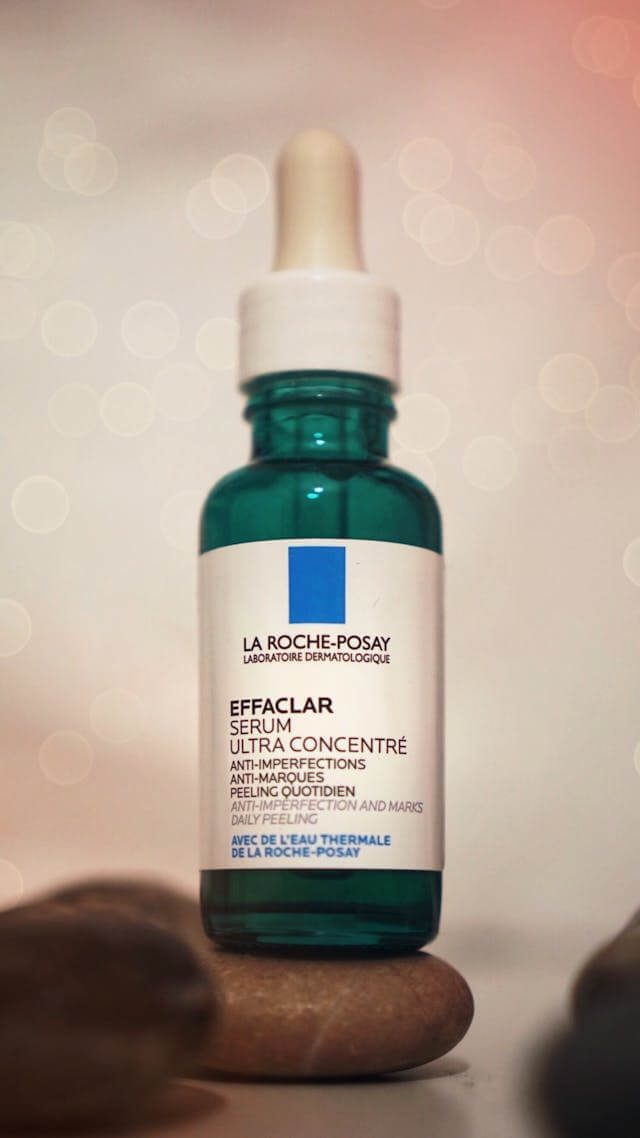 LA ROCHE-POSAY
LABORATOIRE DERMATOLOGIQUE
EFFACLAR
SERUM
ULTRA CONCENTRÉ
ANTI-IMPERFECTIONS
ANTI-MARQUES
PEELING QUOTIDIEN
ANTI-IMPERFECTION AND MARKS
DAILY PEELING
AVEC DE L'EAU THERMALE
DE LA ROCHE-POSAY